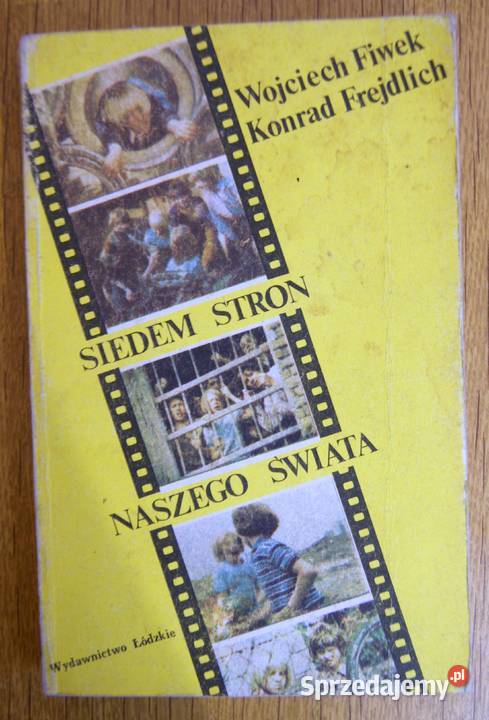 Wojciech Fiwek
Konrad Frejdlich
SIEDEM STRON
NASZEGO ŚWIATA
Wydawnictwo Łódzkie
Sprzedajemy.pl